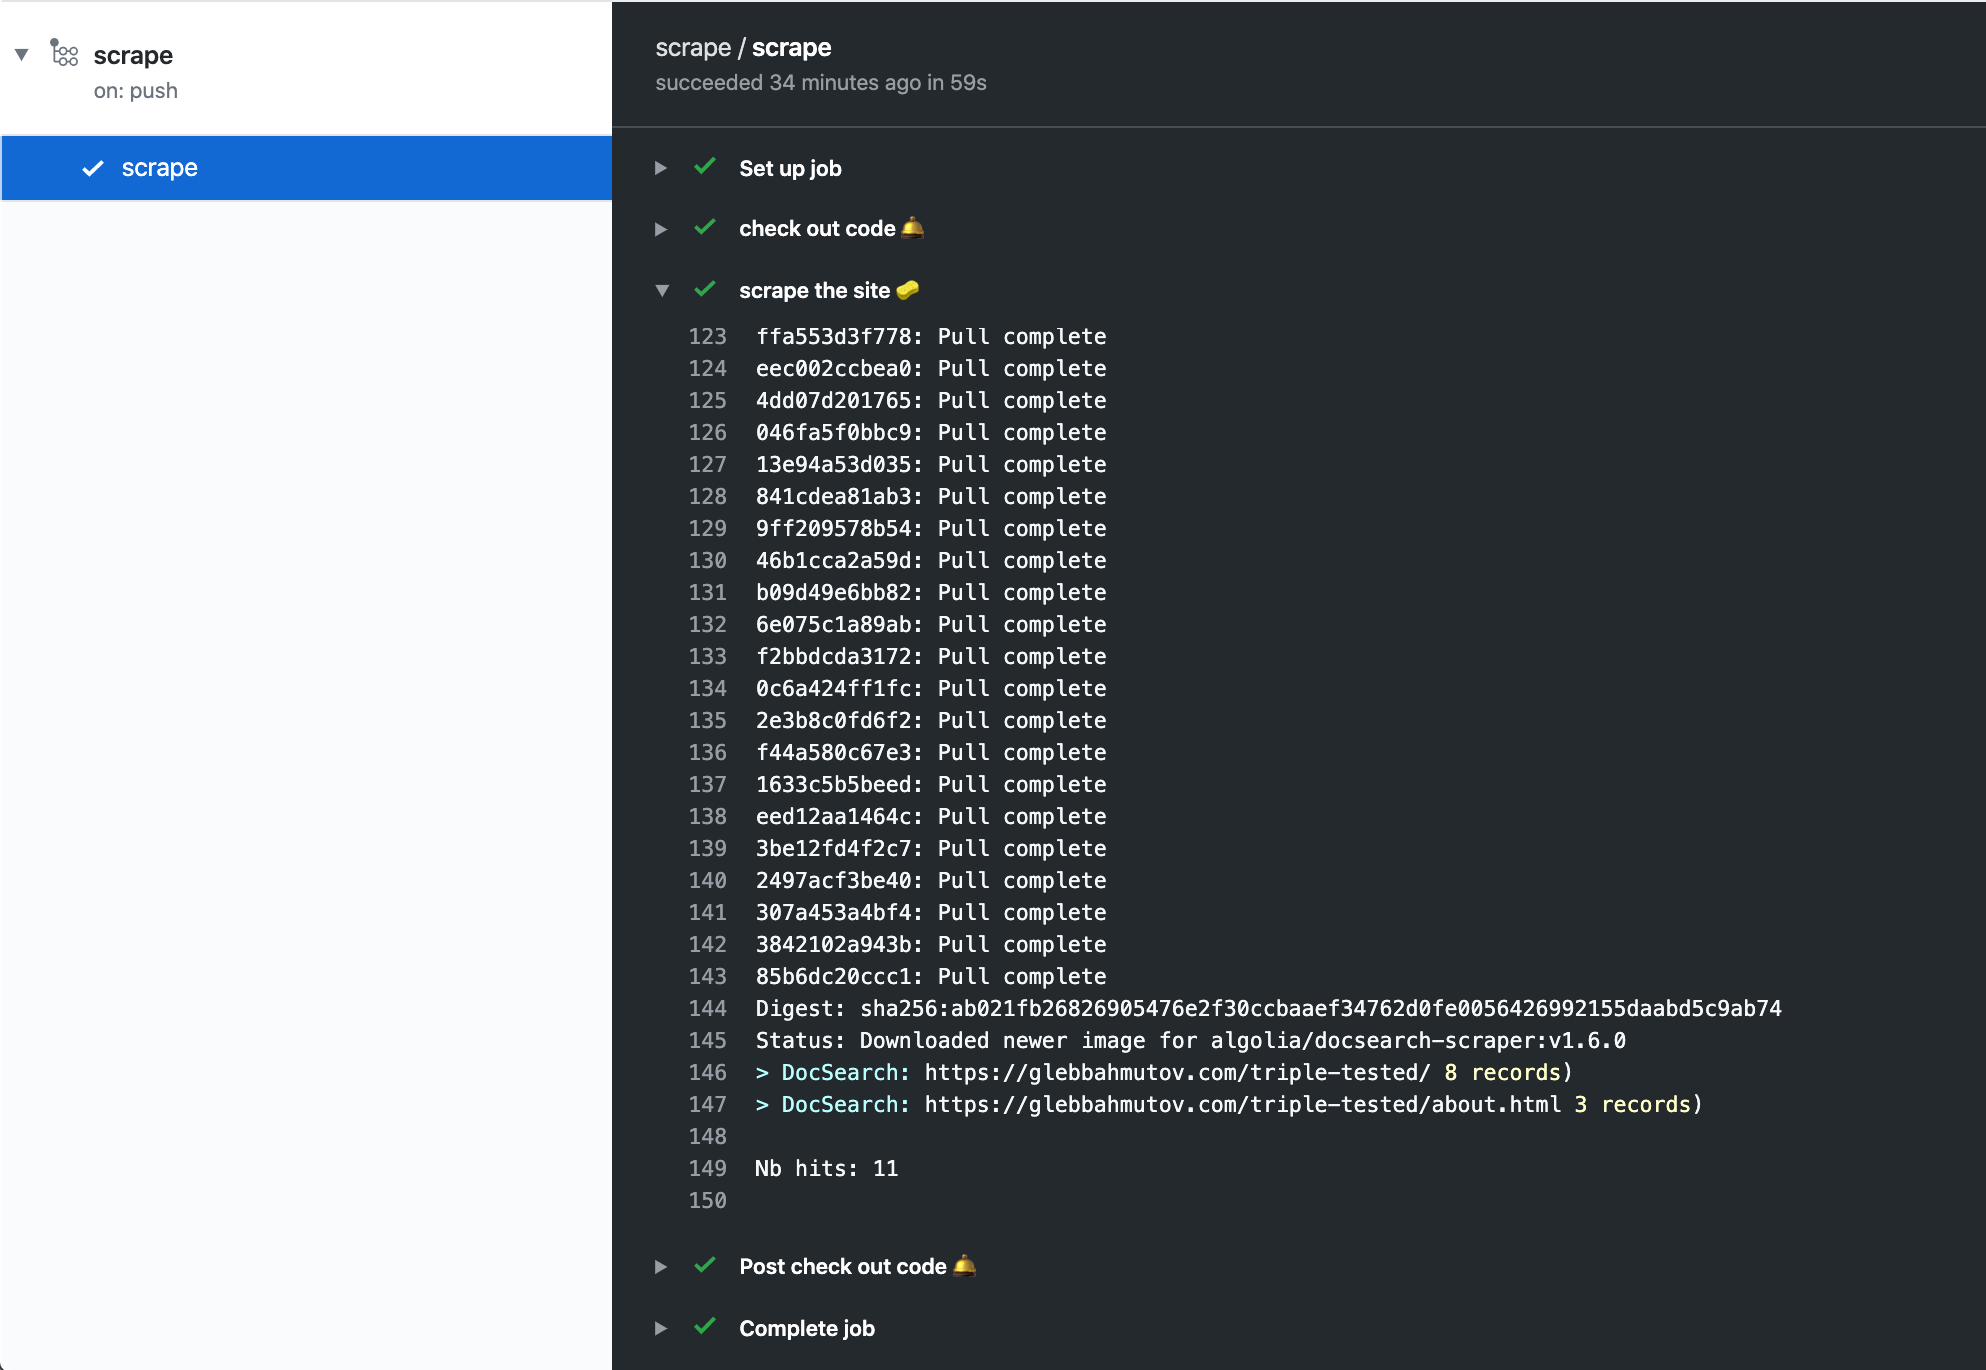 scrape
on: push
scrape
scrape / scrape
succeeded 34 minutes ago in 59s
Set up job
check out code 🛎
scrape the site 🧽
123 ffa553d3f778: Pull complete
124 eec002ccbea0: Pull complete
125 4dd07d201765: Pull complete
126 046fa5f0bbc9: Pull complete
127 13e94a53d035: Pull complete
128 841cdea81ab3: Pull complete
129 9ff209578b54: Pull complete
130 46b1cca2a59d: Pull complete
131 b09d49e6bb82: Pull complete
132 6e075c1a89ab: Pull complete
133 f2bbdcda3172: Pull complete
134 0c6a424ff1fc: Pull complete
135 2e3b8c0fd6f2: Pull complete
136 f44a580c67e3: Pull complete
137 1633c5b5beed: Pull complete
138 eed12aa1464c: Pull complete
139 3be12fd4f2c7: Pull complete
140 2497acf3be40: Pull complete
141 307a453a4bf4: Pull complete
142 3842102a943b: Pull complete
143 85b6dc20ccc1: Pull complete
144 Digest: sha256:ab021fb26826905476e2f30ccbaaef34762d0fe0056426992155daabd5c9ab74
145 Status: Downloaded newer image for algolia/docsearch-scraper:v1.6.0
146 > DocSearch: https://glebbahmutov.com/triple-tested/ 8 records)
147 > DocSearch: https://glebbahmutov.com/triple-tested/about.html 3 records)
148
149 Nb hits: 11
150
Post check out code 🛎
Complete job